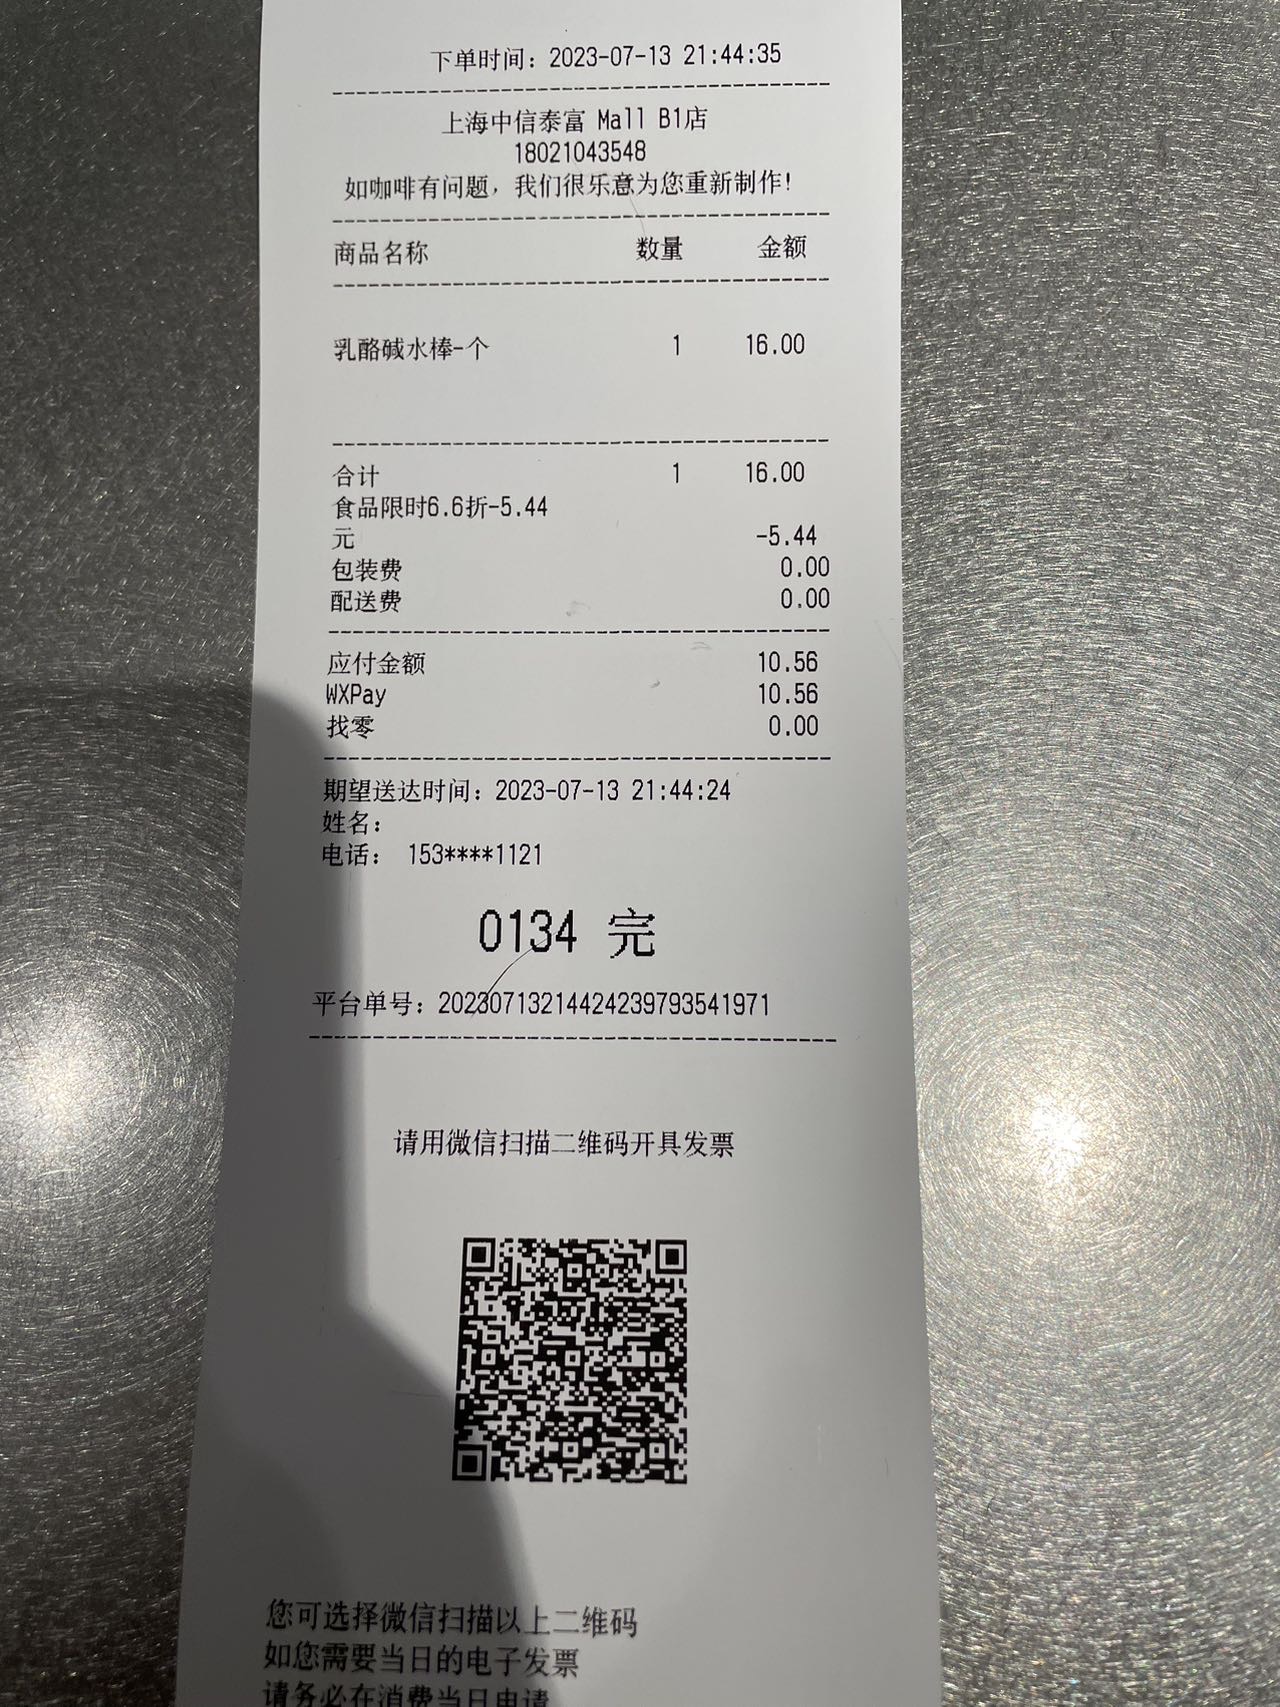 下单时间：2023-07-13 21:44:35
上海中信泰富 Mall B1店
18021043548
如咖啡有问题，我们很乐意为您重新制作！
商品名称 数量 金额
乳酪碱水棒-个 1 16.00
合计 1 16.00
食品限时6.6折-5.44
元 -5.44
包装费 0.00
配送费 0.00
应付金额 10.56
WXPay 10.56
找零 0.00
期望送达时间：2023-07-13 21:44:24
姓名：
电话： 153****1121
0134 完
平台单号：20230713214424239793541971
请用微信扫描二维码开具发票
您可选择微信扫描以上二维码
如您需要当日的电子发票
请务必在消费当日申请